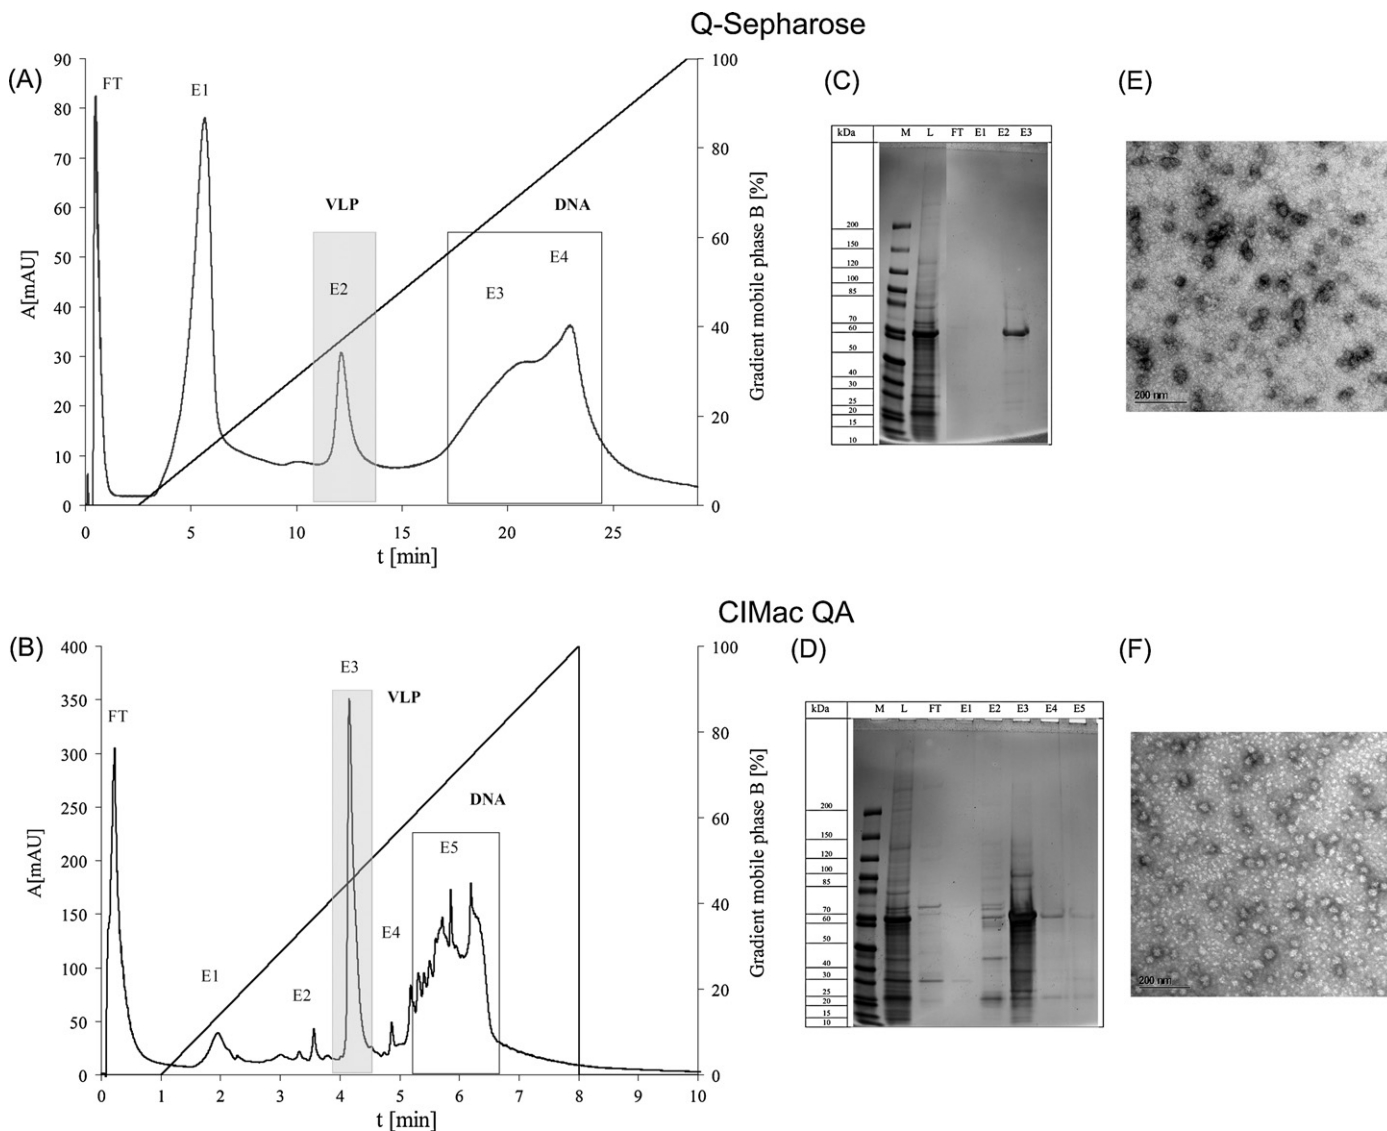 Q-Sepharose
(A)
90
80
70
60
50
40
30
20
10
0
A[mAU]
FT
E1
VLP
E2
DNA
E3
E4
100
80
60
40
20
0
Gradient mobile phase B [%]
0 5 10 15 20 25
t [min]
(C)
kDa M L FT E1 E2 E3
200
150
120
100
85
70
60
50
40
30
25
20
15
10
(E)
200 nm
CIMac QA
(B)
400
350
300
250
200
150
100
50
0
A[mAU]
FT
E1
E2
E3
VLP
E4
DNA
E5
100
80
60
40
20
0
Gradient mobile phase B [%]
0 1 2 3 4 5 6 7 8 9 10
t [min]
(D)
kDa M L FT E1 E2 E3 E4 E5
200
150
120
100
85
70
60
50
40
30
25
20
15
10
(F)
200 nm